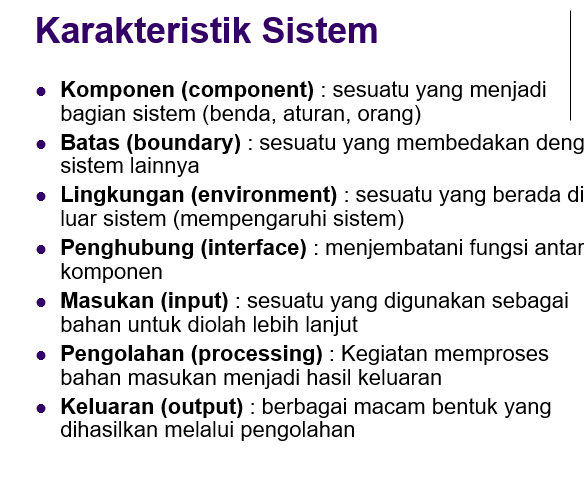 Karakteristik Sistem
● Komponen (component) : sesuatu yang menjadi
bagian sistem (benda, aturan, orang)
● Batas (boundary) : sesuatu yang membedakan deng
sistem lainnya
● Lingkungan (environment) : sesuatu yang berada di
luar sistem (mempengaruhi sistem)
● Penghubung (interface) : menjembatani fungsi antar
komponen
● Masukan (input) : sesuatu yang digunakan sebagai
bahan untuk diolah lebih lanjut
● Pengolahan (processing) : Kegiatan memproses
bahan masukan menjadi hasil keluaran
● Keluaran (output) : berbagai macam bentuk yang
dihasilkan melalui pengolahan